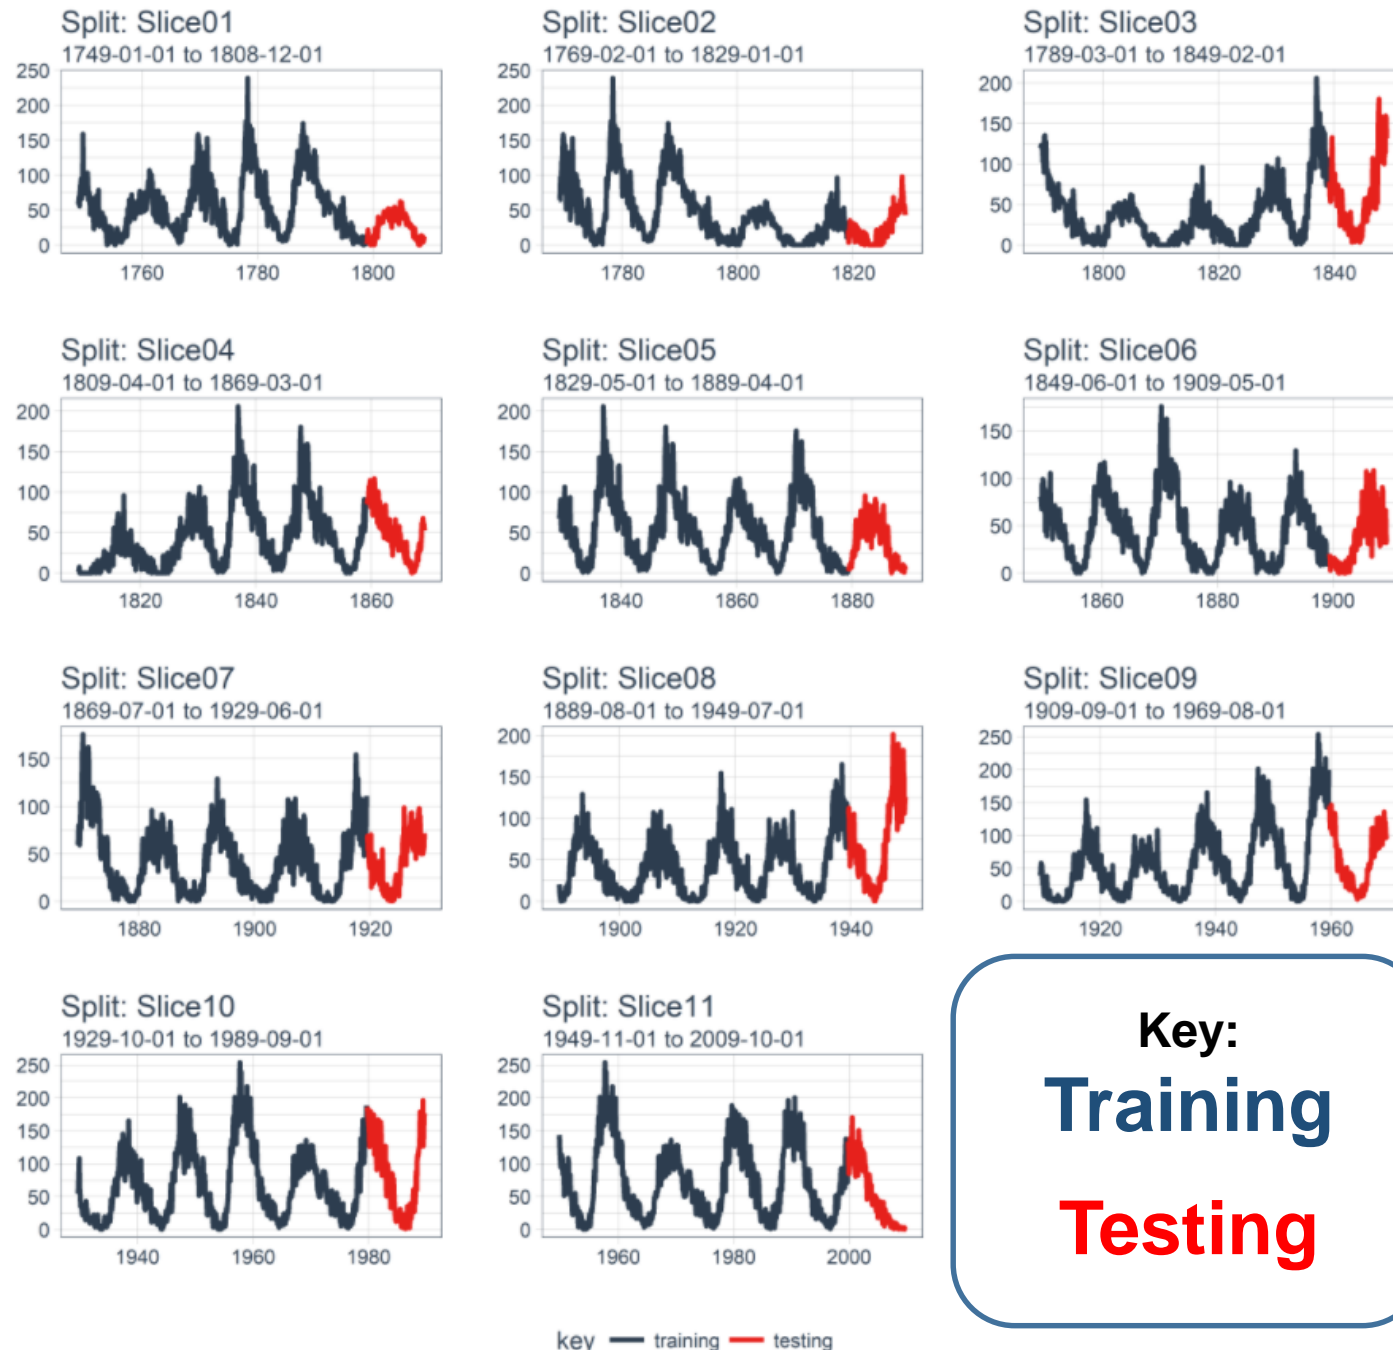 Split: Slice01
1749-01-01 to 1808-12-01
250
200
150
100
50
0
1760 1780 1800
Split: Slice02
1769-02-01 to 1829-01-01
250
200
150
100
50
0
1780 1800 1820
Split: Slice03
1789-03-01 to 1849-02-01
200
150
100
50
0
1800 1820 1840
Split: Slice04
1809-04-01 to 1869-03-01
200
150
100
50
0
1820 1840 1860
Split: Slice05
1829-05-01 to 1889-04-01
200
150
100
50
0
1840 1860 1880
Split: Slice06
1849-06-01 to 1909-05-01
150
100
50
0
1860 1880 1900
Split: Slice07
1869-07-01 to 1929-06-01
150
100
50
0
1880 1900 1920
Split: Slice08
1889-08-01 to 1949-07-01
200
150
100
50
0
1900 1920 1940
Split: Slice09
1909-09-01 to 1969-08-01
250
200
150
100
50
0
1920 1940 1960
Split: Slice10
1929-10-01 to 1989-09-01
250
200
150
100
50
0
1940 1960 1980
Split: Slice11
1949-11-01 to 2009-10-01
250
200
150
100
50
0
1960 1980 2000
Key:
Training
Testing
key training testing